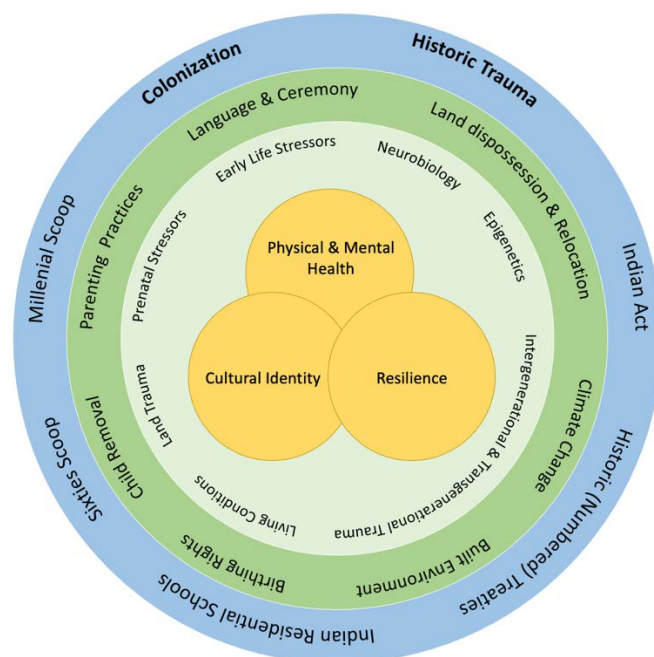 Colonization
Historic Trauma
Indian Act
Historic (Numbered) Treaties
Indian Residential Schools
Sixties Scoop
Millenial Scoop
Language & Ceremony
Land dispossession & Relocation
Climate Change
Built Environment
Birthing Rights
Child Removal
Parenting Practices
Early Life Stressors
Neurobiology
Epigenetics
Intergenerational & Transgenerational Trauma
Living Conditions
Land Trauma
Prenatal Stressors
Physical & Mental
Health
Cultural Identity
Resilience